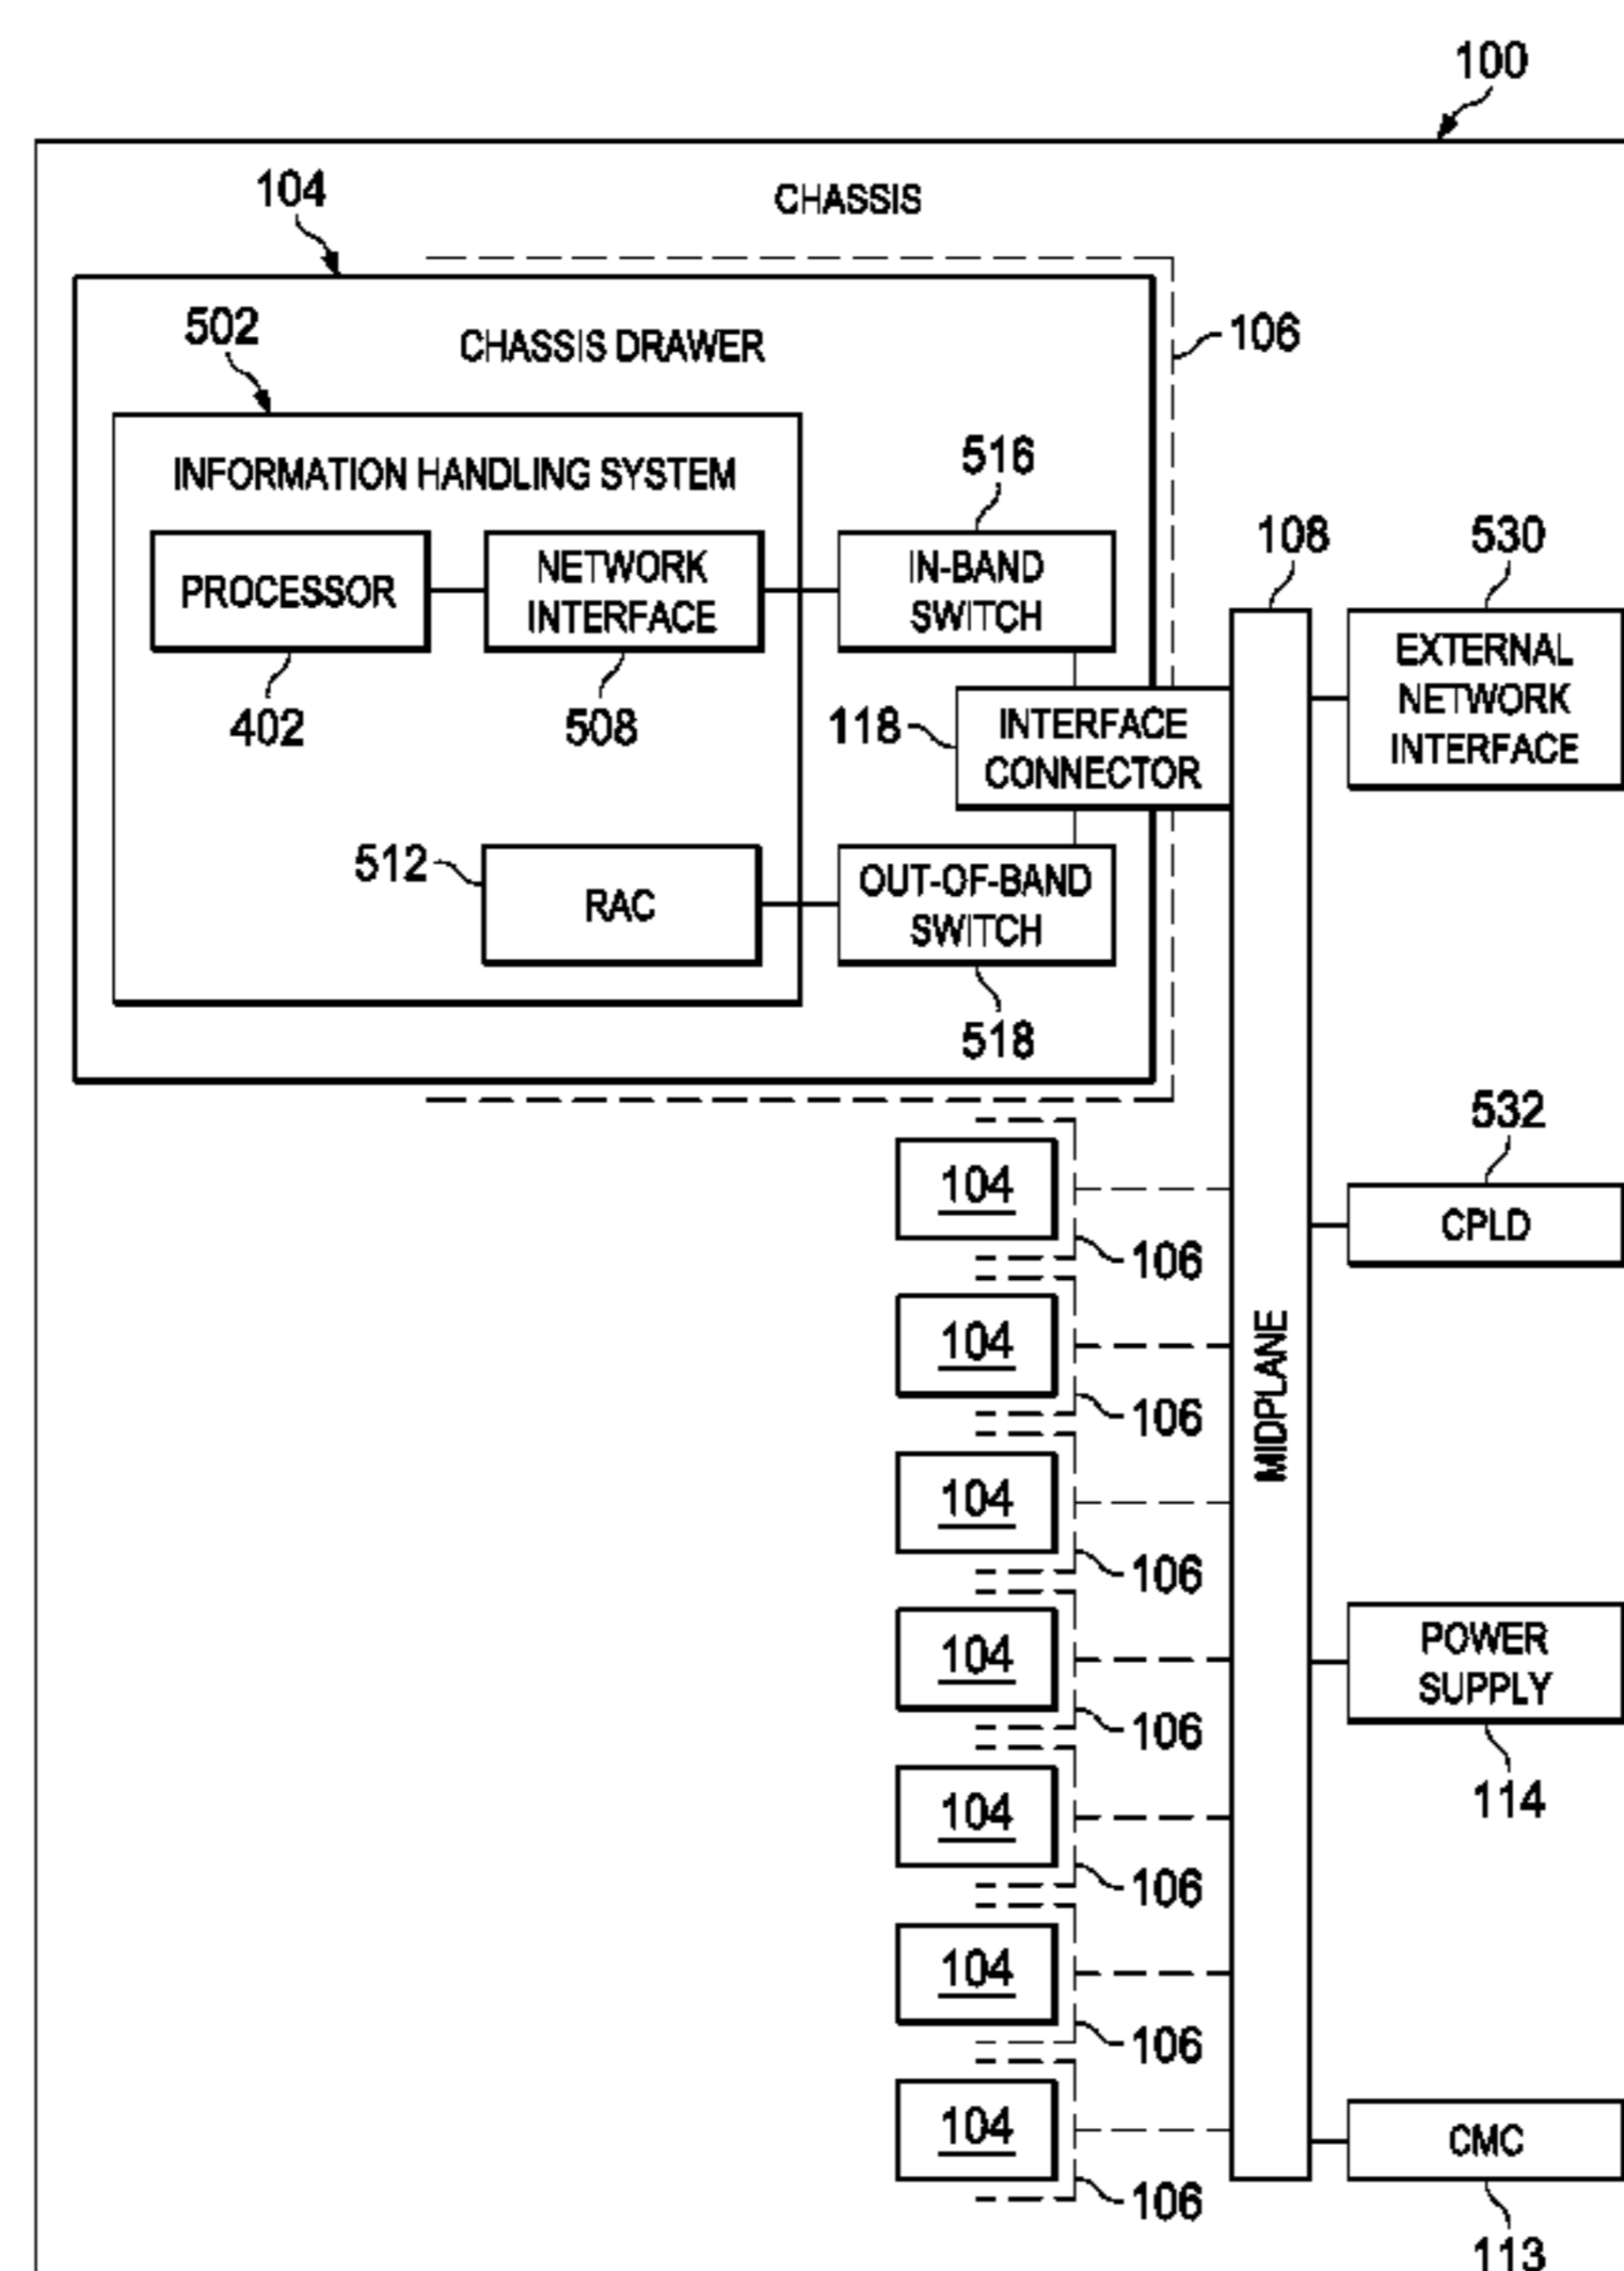 100
CHASSIS
104
CHASSIS DRAWER
106
502
INFORMATION HANDLING SYSTEM
516
PROCESSOR
NETWORK
INTERFACE
IN-BAND
SWITCH
108
530
EXTERNAL
NETWORK
INTERFACE
402
508
118
INTERFACE
CONNECTOR
512
RAC
OUT-OF-BAND
SWITCH
518
532
CPLD
MIDPLANE
104
106
104
106
104
106
104
106
104
106
104
106
104
106
POWER
SUPPLY
114
CMC
113